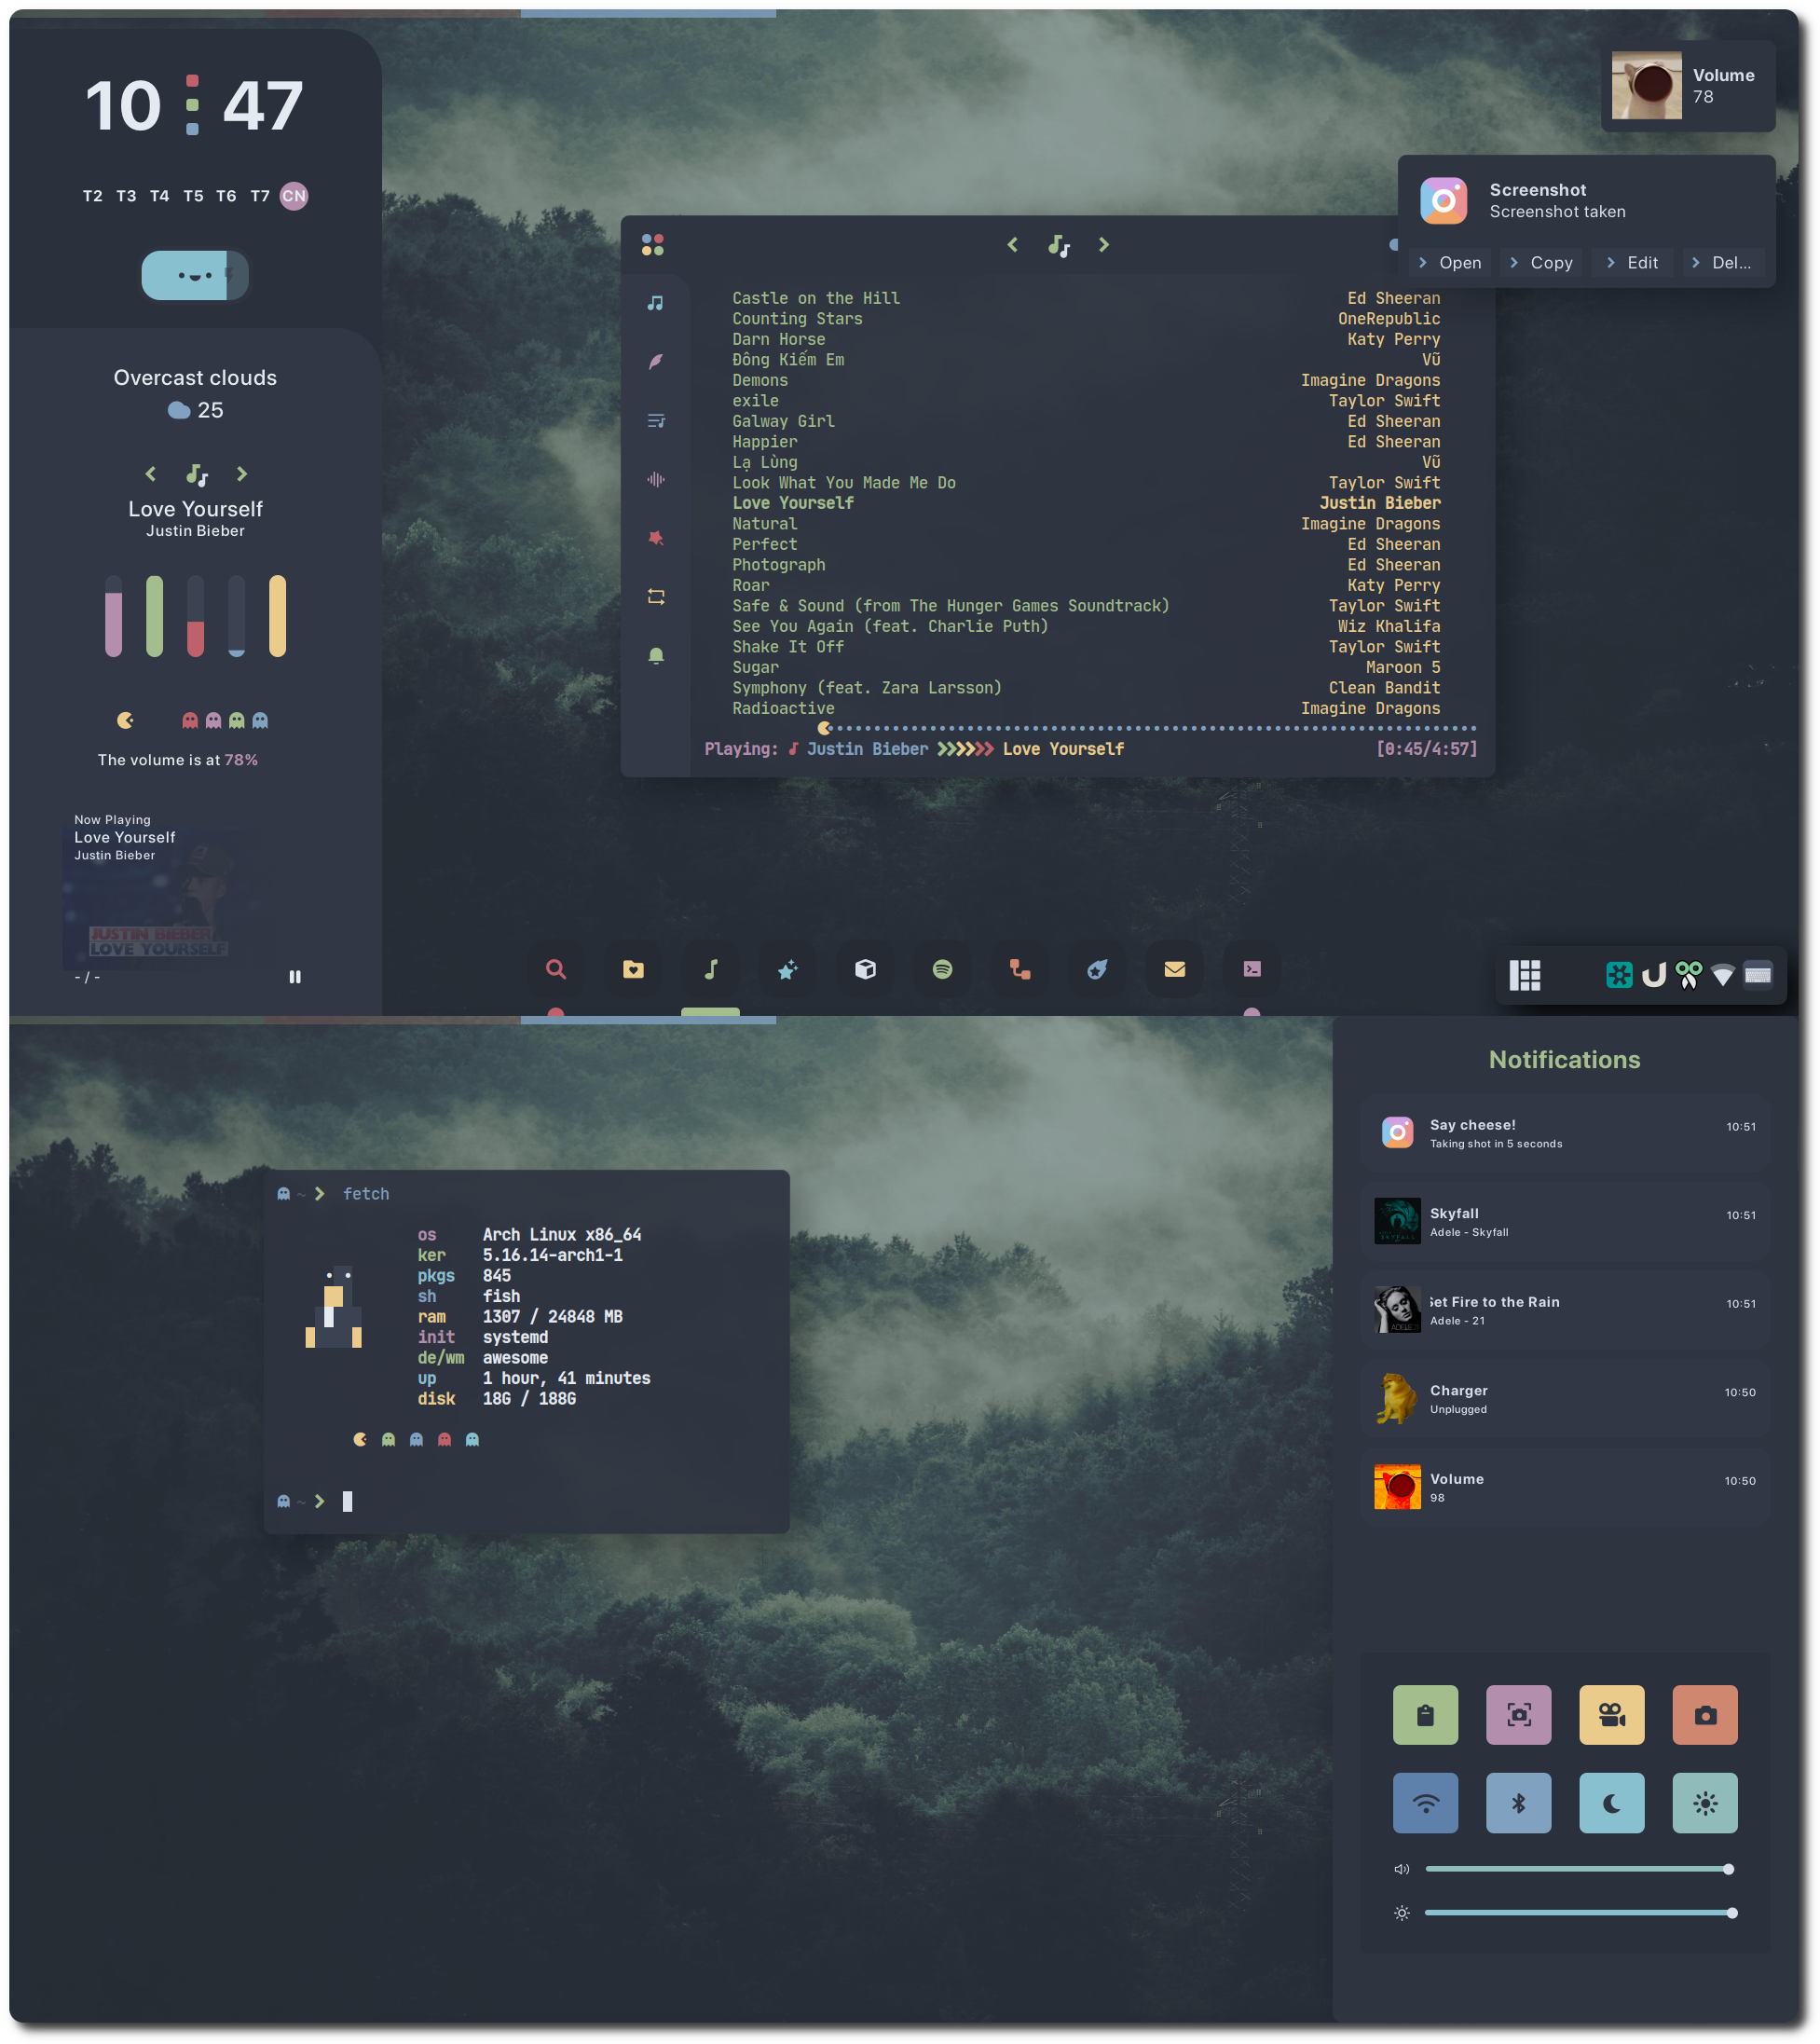 10 47
T2 T3 T4 T5 T6 T7 CN
Overcast clouds
25
Love Yourself
Justin Bieber
The volume is at 78%
Now Playing
Love Yourself
Justin Bieber
JUSTIN BIEBER
LOVE YOURSELF
- / -
Volume
78
Screenshot
Screenshot taken
Open Copy Edit Del...
Castle on the Hill Ed Sheeran
Counting Stars OneRepublic
Darn Horse Katy Perry
Đông Kiếm Em Vũ
Demons Imagine Dragons
exile Taylor Swift
Galway Girl Ed Sheeran
Happier Ed Sheeran
Lạ Lùng Vũ
Look What You Made Me Do Taylor Swift
Love Yourself Justin Bieber
Natural Imagine Dragons
Perfect Ed Sheeran
Photograph Ed Sheeran
Roar Katy Perry
Safe & Sound (from The Hunger Games Soundtrack) Taylor Swift
See You Again (feat. Charlie Puth) Wiz Khalifa
Shake It Off Taylor Swift
Sugar Maroon 5
Symphony (feat. Zara Larsson) Clean Bandit
Radioactive Imagine Dragons
Playing: Justin Bieber Love Yourself [0:45/4:57]
~ fetch
os Arch Linux x86_64
ker 5.16.14-arch1-1
pkgs 845
sh fish
ram 1307 / 24848 MB
init systemd
de/wm awesome
up 1 hour, 41 minutes
disk 18G / 188G
~
Notifications
Say cheese! 10:51
Taking shot in 5 seconds
SKYFALL
Skyfall 10:51
Adele - Skyfall
ADELE 21
Set Fire to the Rain 10:51
Adele - 21
Charger 10:50
Unplugged
Volume 10:50
98